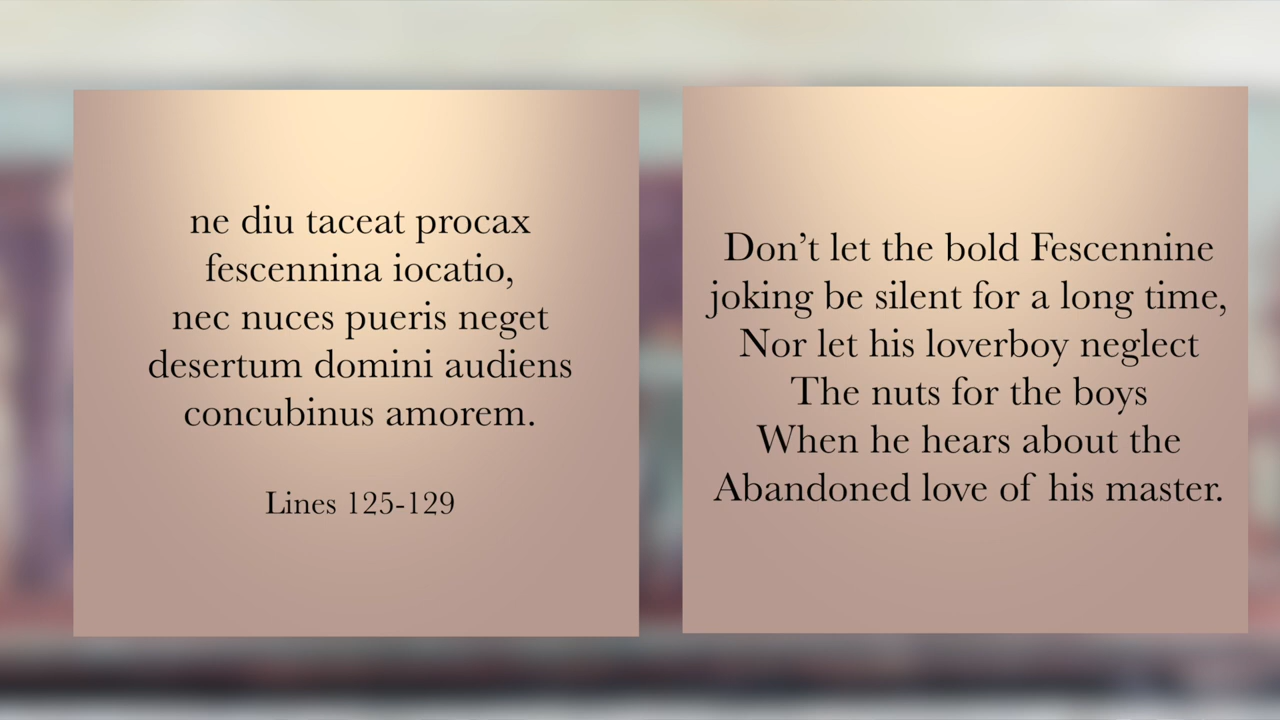 ne diu taceat procax
fescennina iocatio,
nec nuces pueris neget
desertum domini audiens
concubinus amorem.
Lines 125-129
Don’t let the bold Fescennine
joking be silent for a long time,
Nor let his loverboy neglect
The nuts for the boys
When he hears about the
Abandoned love of his master.